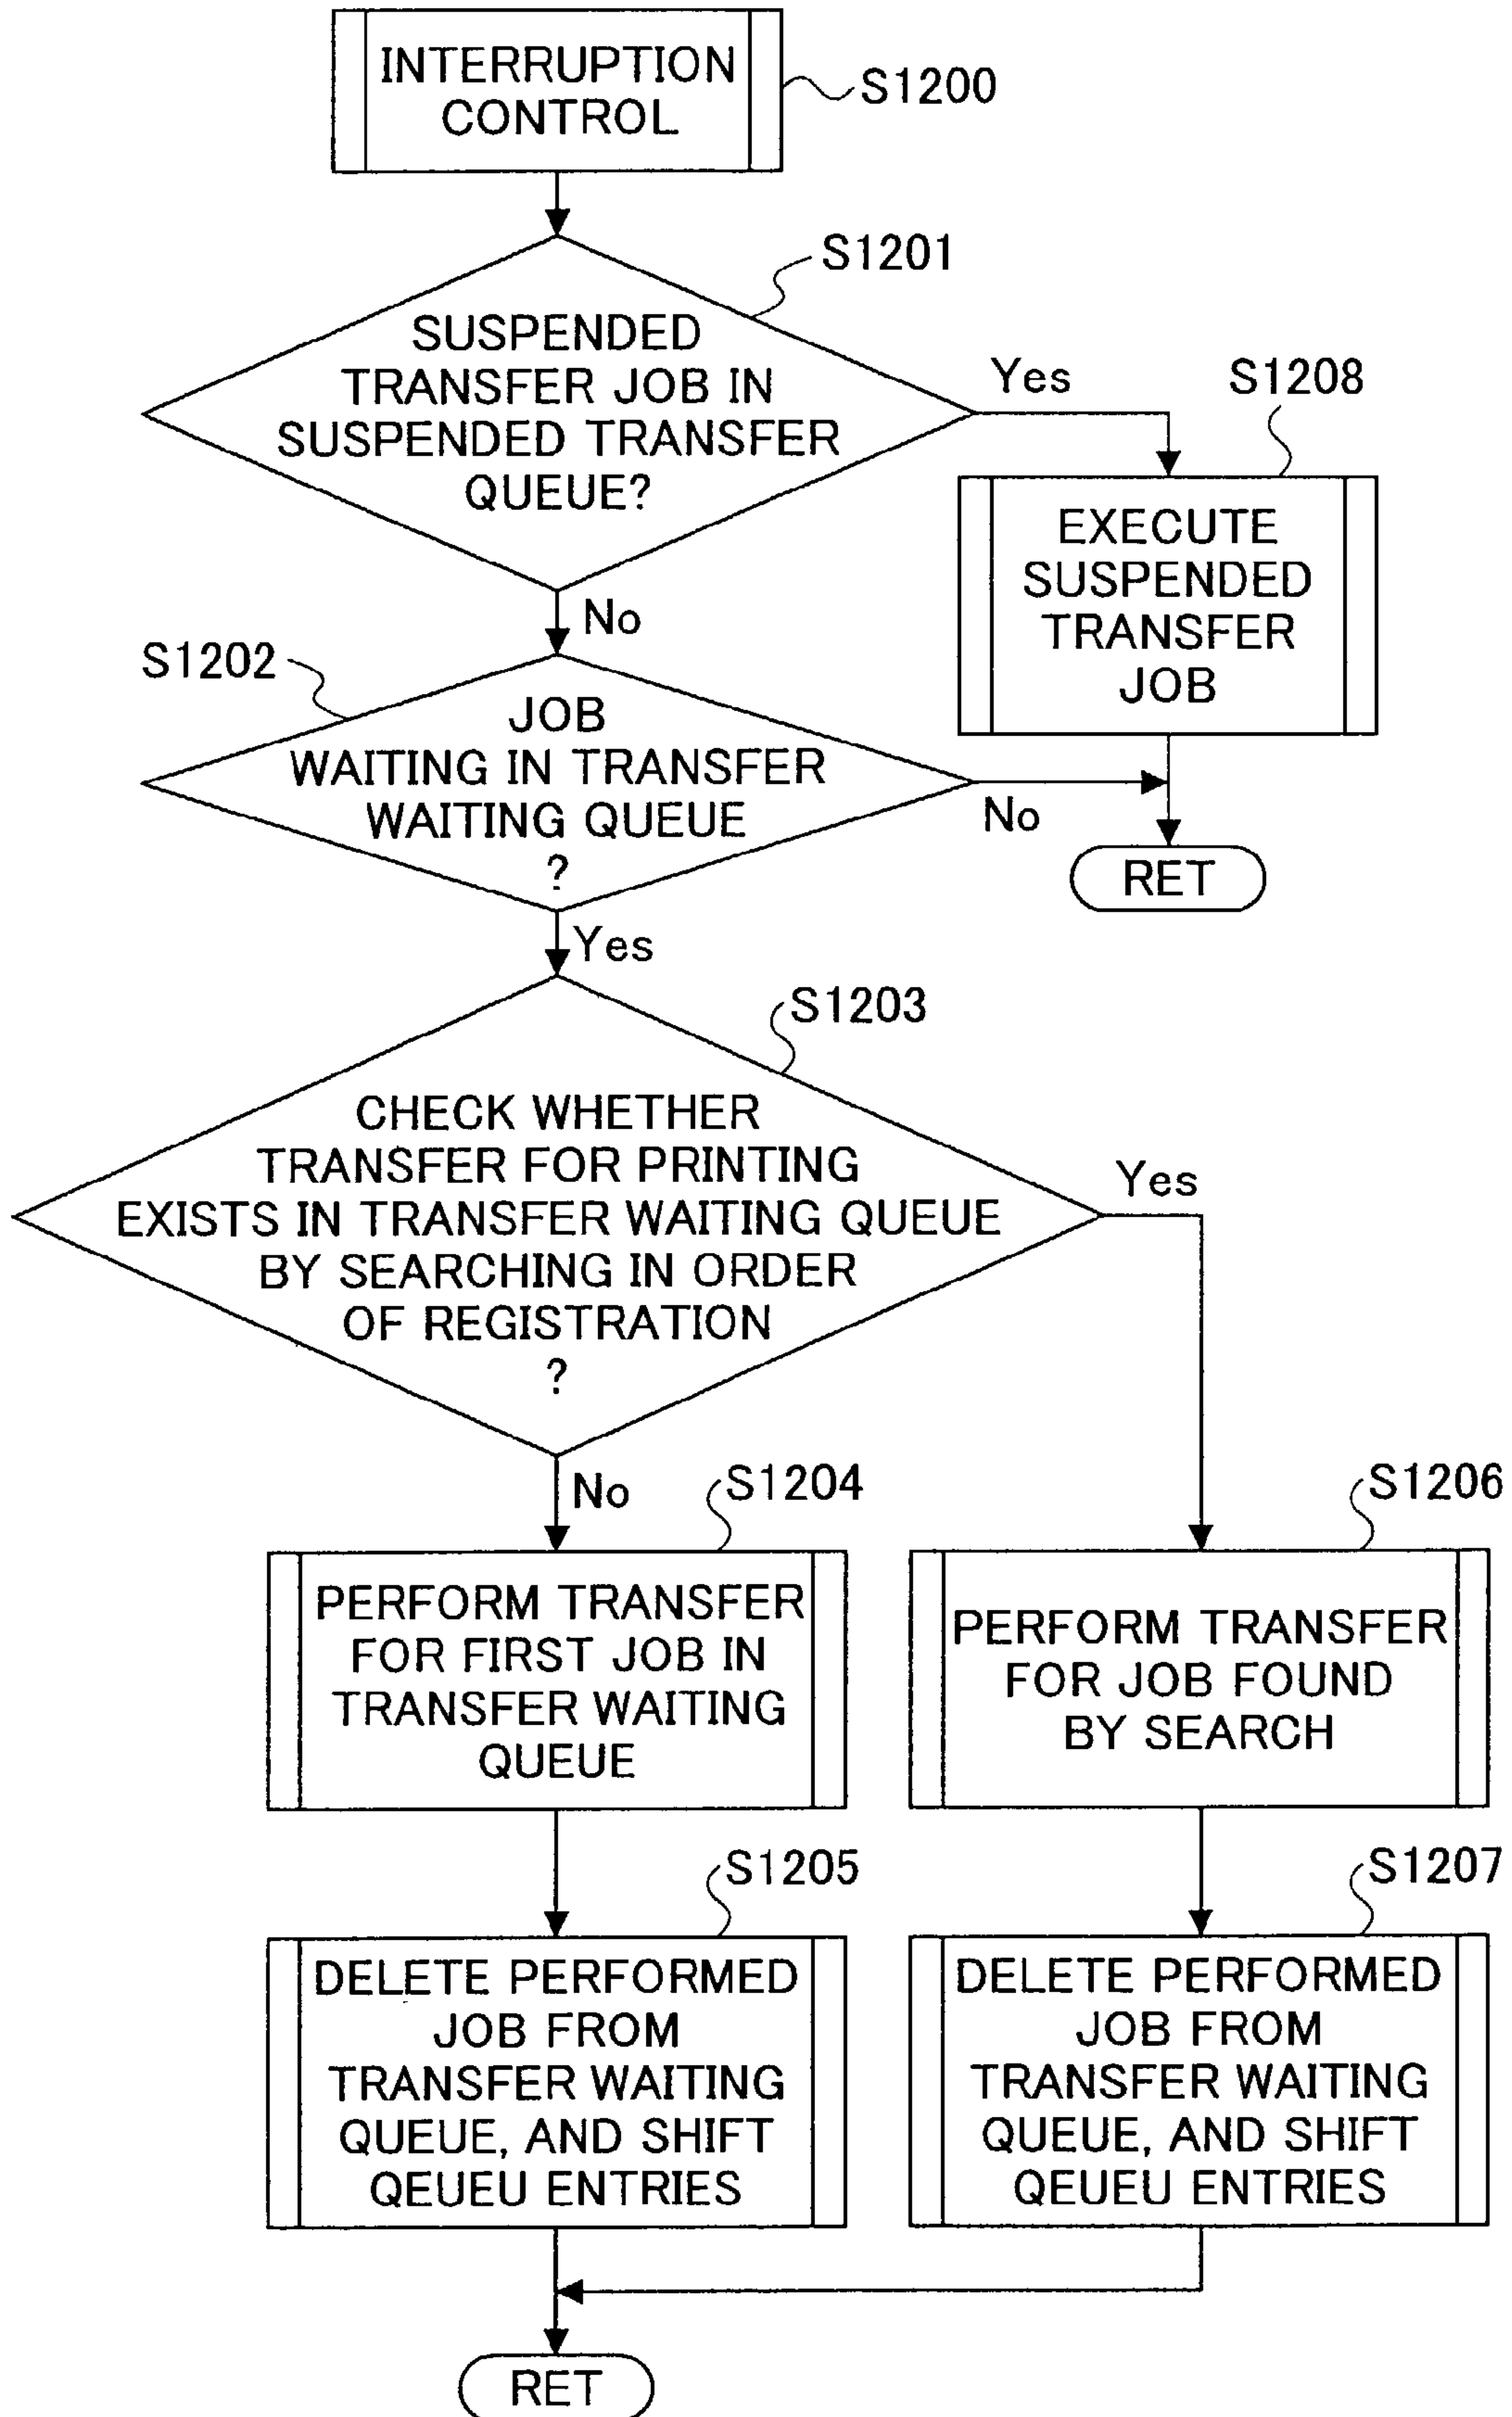 INTERRUPTION
CONTROL
S1200
S1201
SUSPENDED
TRANSFER JOB IN
SUSPENDED TRANSFER
QUEUE?
Yes
S1208
EXECUTE
SUSPENDED
TRANSFER
JOB
No
S1202
JOB
WAITING IN TRANSFER
WAITING QUEUE
?
No
RET
Yes
S1203
CHECK WHETHER
TRANSFER FOR PRINTING
EXISTS IN TRANSFER WAITING QUEUE
BY SEARCHING IN ORDER
OF REGISTRATION
?
Yes
No
S1204
PERFORM TRANSFER
FOR FIRST JOB IN
TRANSFER WAITING
QUEUE
S1206
PERFORM TRANSFER
FOR JOB FOUND
BY SEARCH
S1205
DELETE PERFORMED
JOB FROM
TRANSFER WAITING
QUEUE, AND SHIFT
QEUEU ENTRIES
S1207
DELETE PERFORMED
JOB FROM
TRANSFER WAITING
QUEUE, AND SHIFT
QEUEU ENTRIES
RET